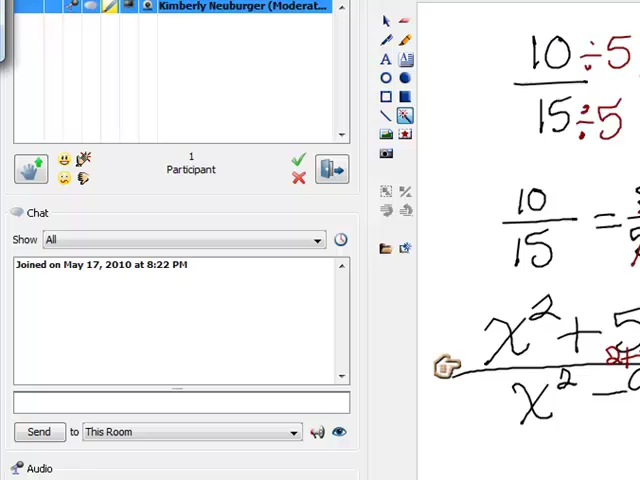 Kimberly Neuburger (Moderat...
1
Participant
Chat
Show All
Joined on May 17, 2010 at 8:22 PM
Send to This Room
Audio
A
10 ÷ 5
15 ÷ 5
10
15
=
x² + 5
x² -